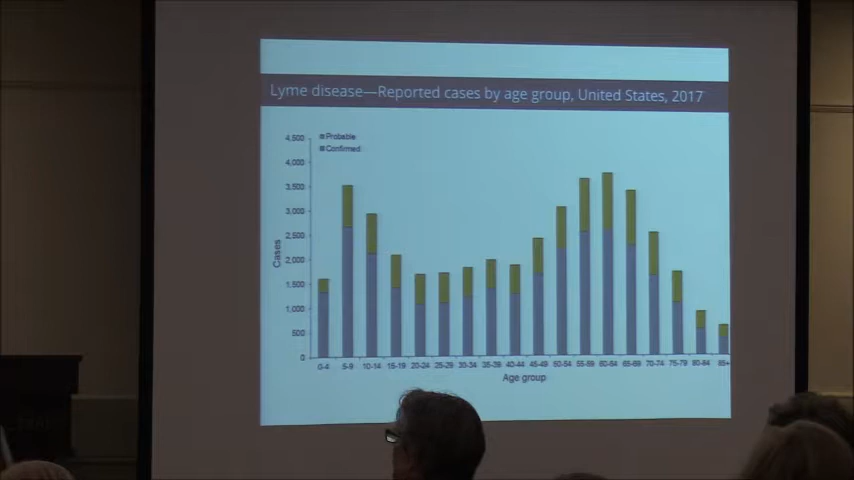 Lyme disease—Reported cases by age group, United States, 2017
Probable
Confirmed
4,500
4,000
3,500
3,000
2,500
2,000
1,500
1,000
500
0
Cases
0-4 5-9 10-14 15-19 20-24 25-29 30-34 35-39 40-44 45-49 50-54 55-59 60-64 65-69 70-74 75-79 80-84 85+
Age group